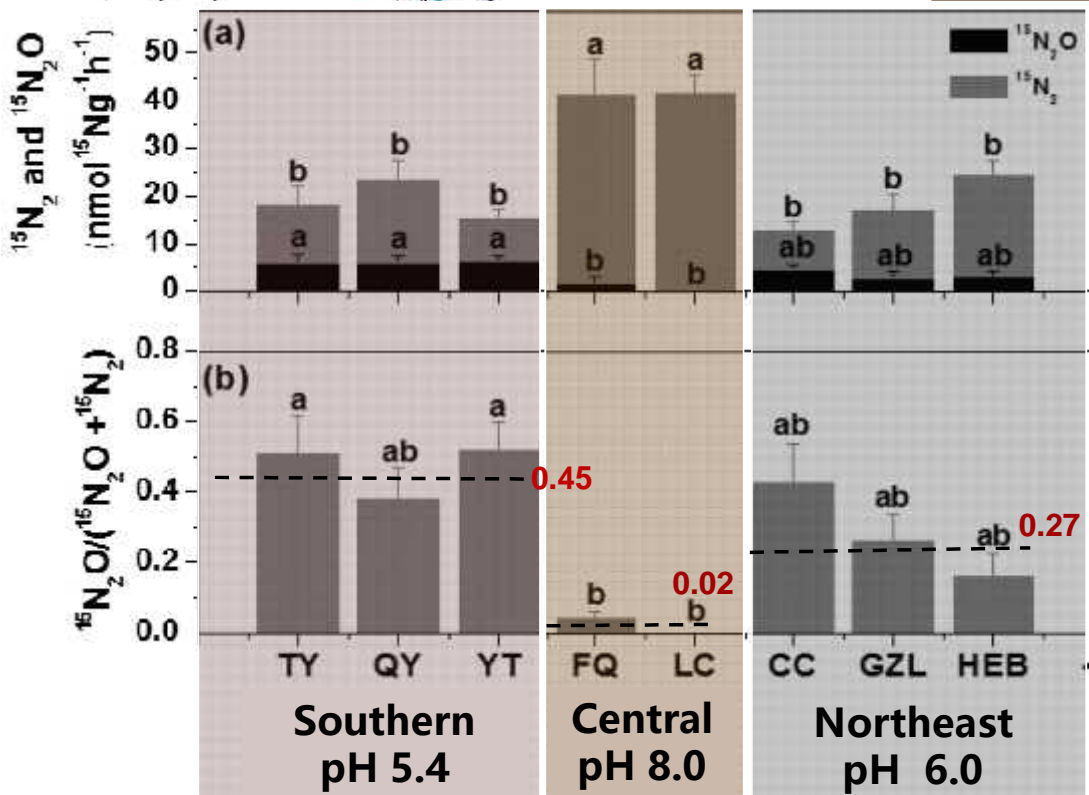 ¹⁵N₂ and ¹⁵N₂O
(nmol ¹⁵Ng⁻¹h⁻¹)
(a)
50
40
30
20
10
0
b b b
a a a
a a
b b
b b b
ab ab ab
¹⁵N₂O
¹⁵N₂
¹⁵N₂O/(¹⁵N₂O +¹⁵N₂)
(b)
0.8
0.6
0.4
0.2
0.0
a ab a
0.45
b b
0.02
ab ab ab
0.27
TY QY YT FQ LC CC GZL HEB
Southern
pH 5.4
Central
pH 8.0
Northeast
pH 6.0